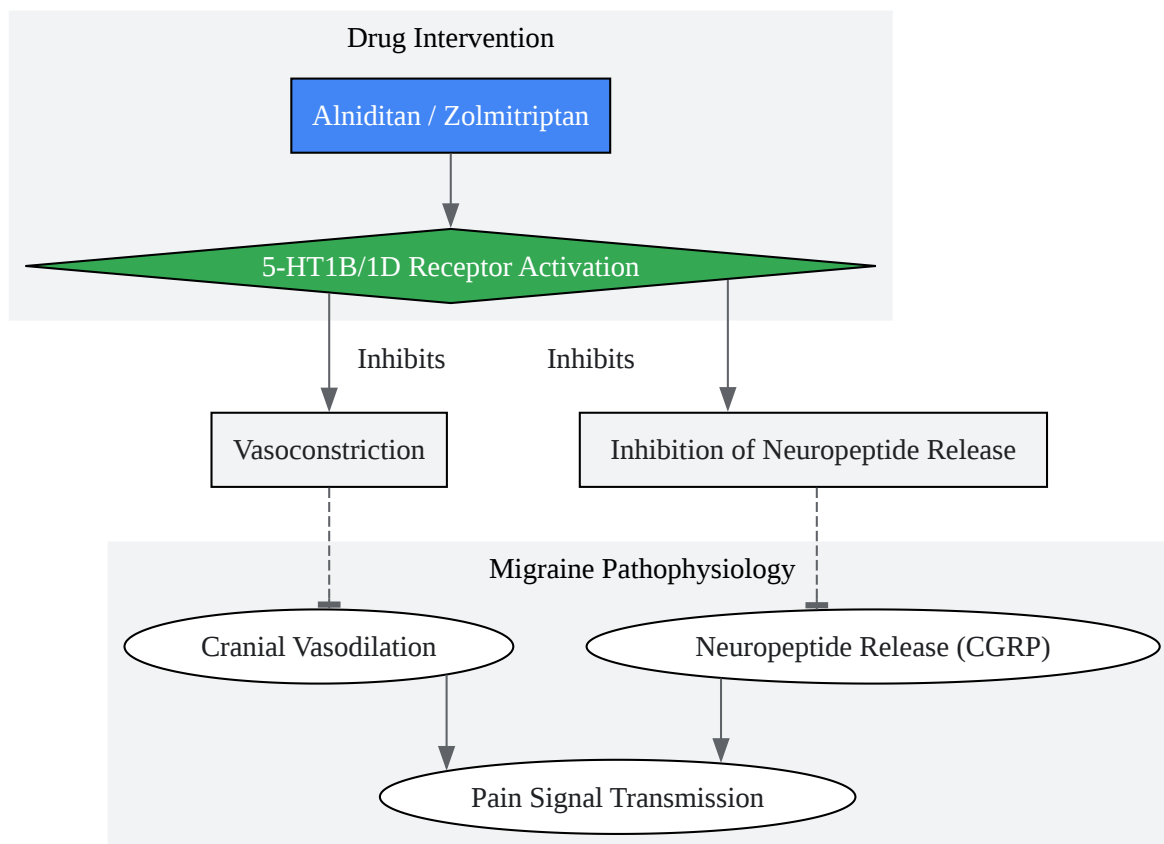 Drug Intervention
Alniditan / Zolmitriptan
5-HT1B/1D Receptor Activation
Inhibits
Inhibits
Vasoconstriction
Inhibition of Neuropeptide Release
Migraine Pathophysiology
Cranial Vasodilation
Neuropeptide Release (CGRP)
Pain Signal Transmission